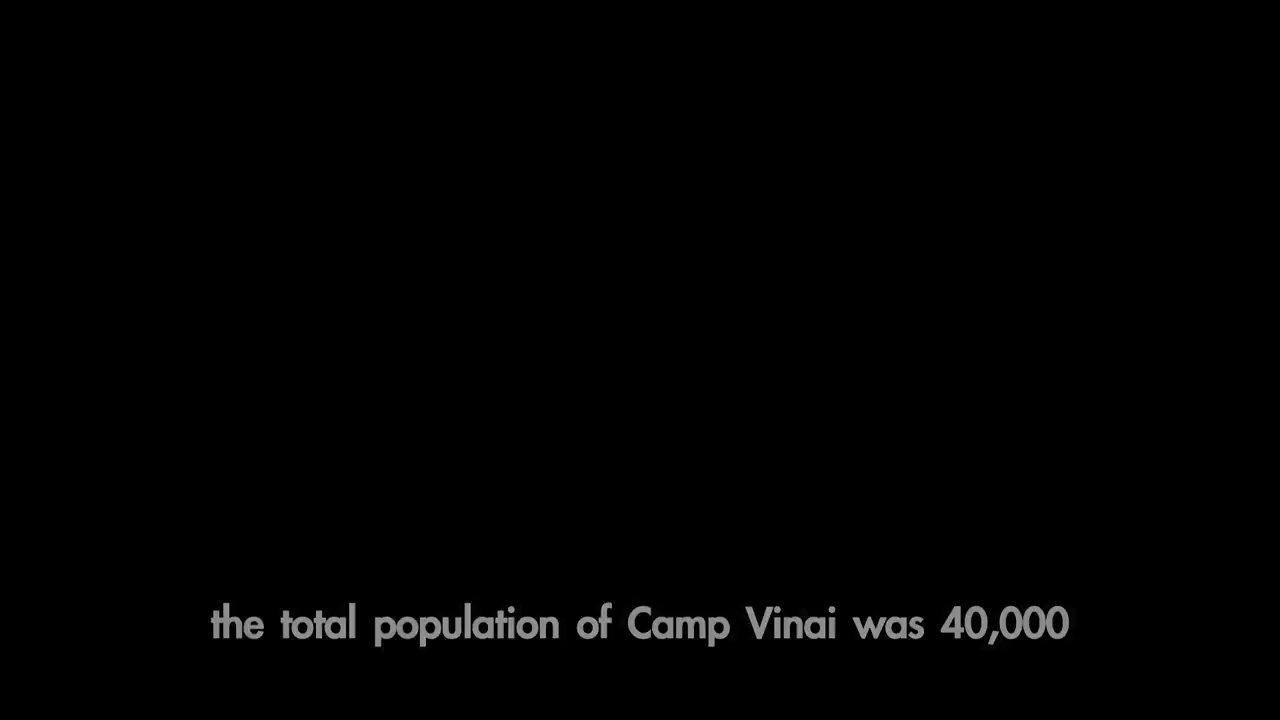 the total population of Camp Vinai was 40,000